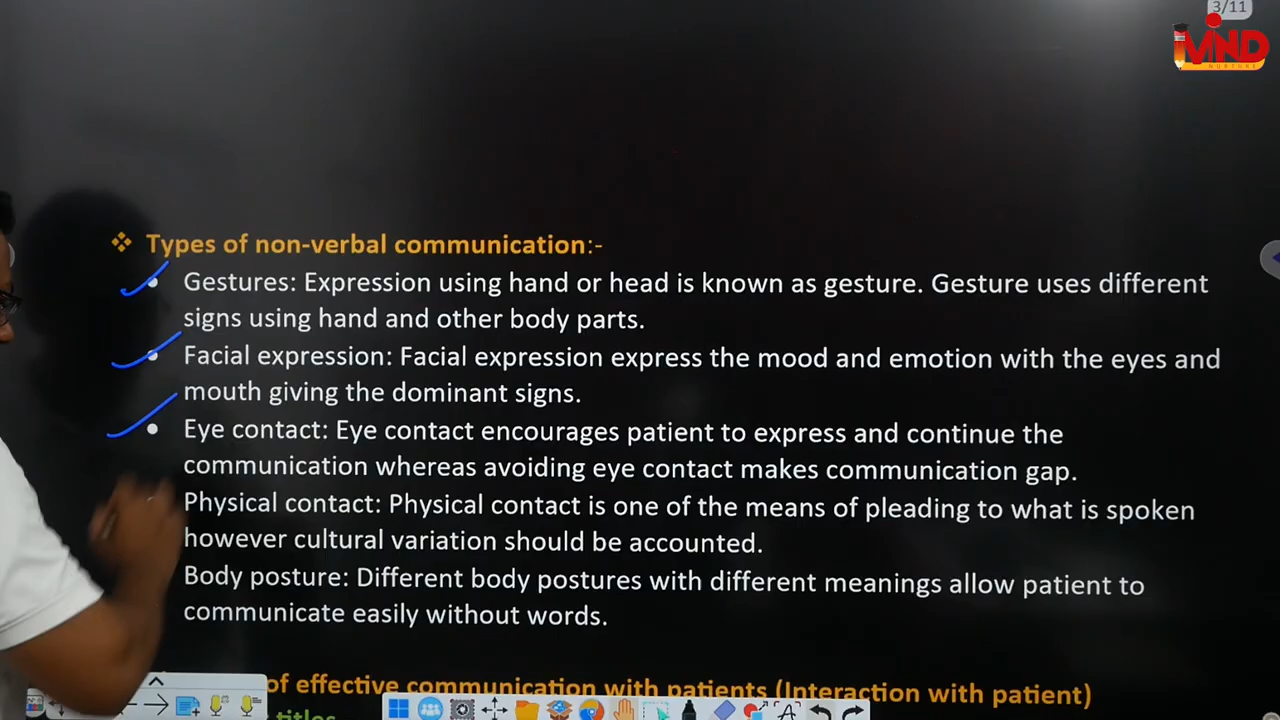 3/11
MIND
NURTURE
Types of non-verbal communication:-
Gestures: Expression using hand or head is known as gesture. Gesture uses different
signs using hand and other body parts.
Facial expression: Facial expression express the mood and emotion with the eyes and
mouth giving the dominant signs.
Eye contact: Eye contact encourages patient to express and continue the
communication whereas avoiding eye contact makes communication gap.
Physical contact: Physical contact is one of the means of pleading to what is spoken
however cultural variation should be accounted.
Body posture: Different body postures with different meanings allow patient to
communicate easily without words.
of effective communication with patients (Interaction with patient)
titles